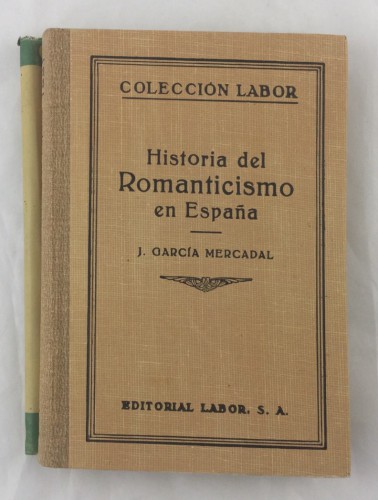 COLECCIÓN LABOR
Historia del
Romanticismo
en España
J. GARCÍA MERCADAL
EDITORIAL LABOR, S. A.